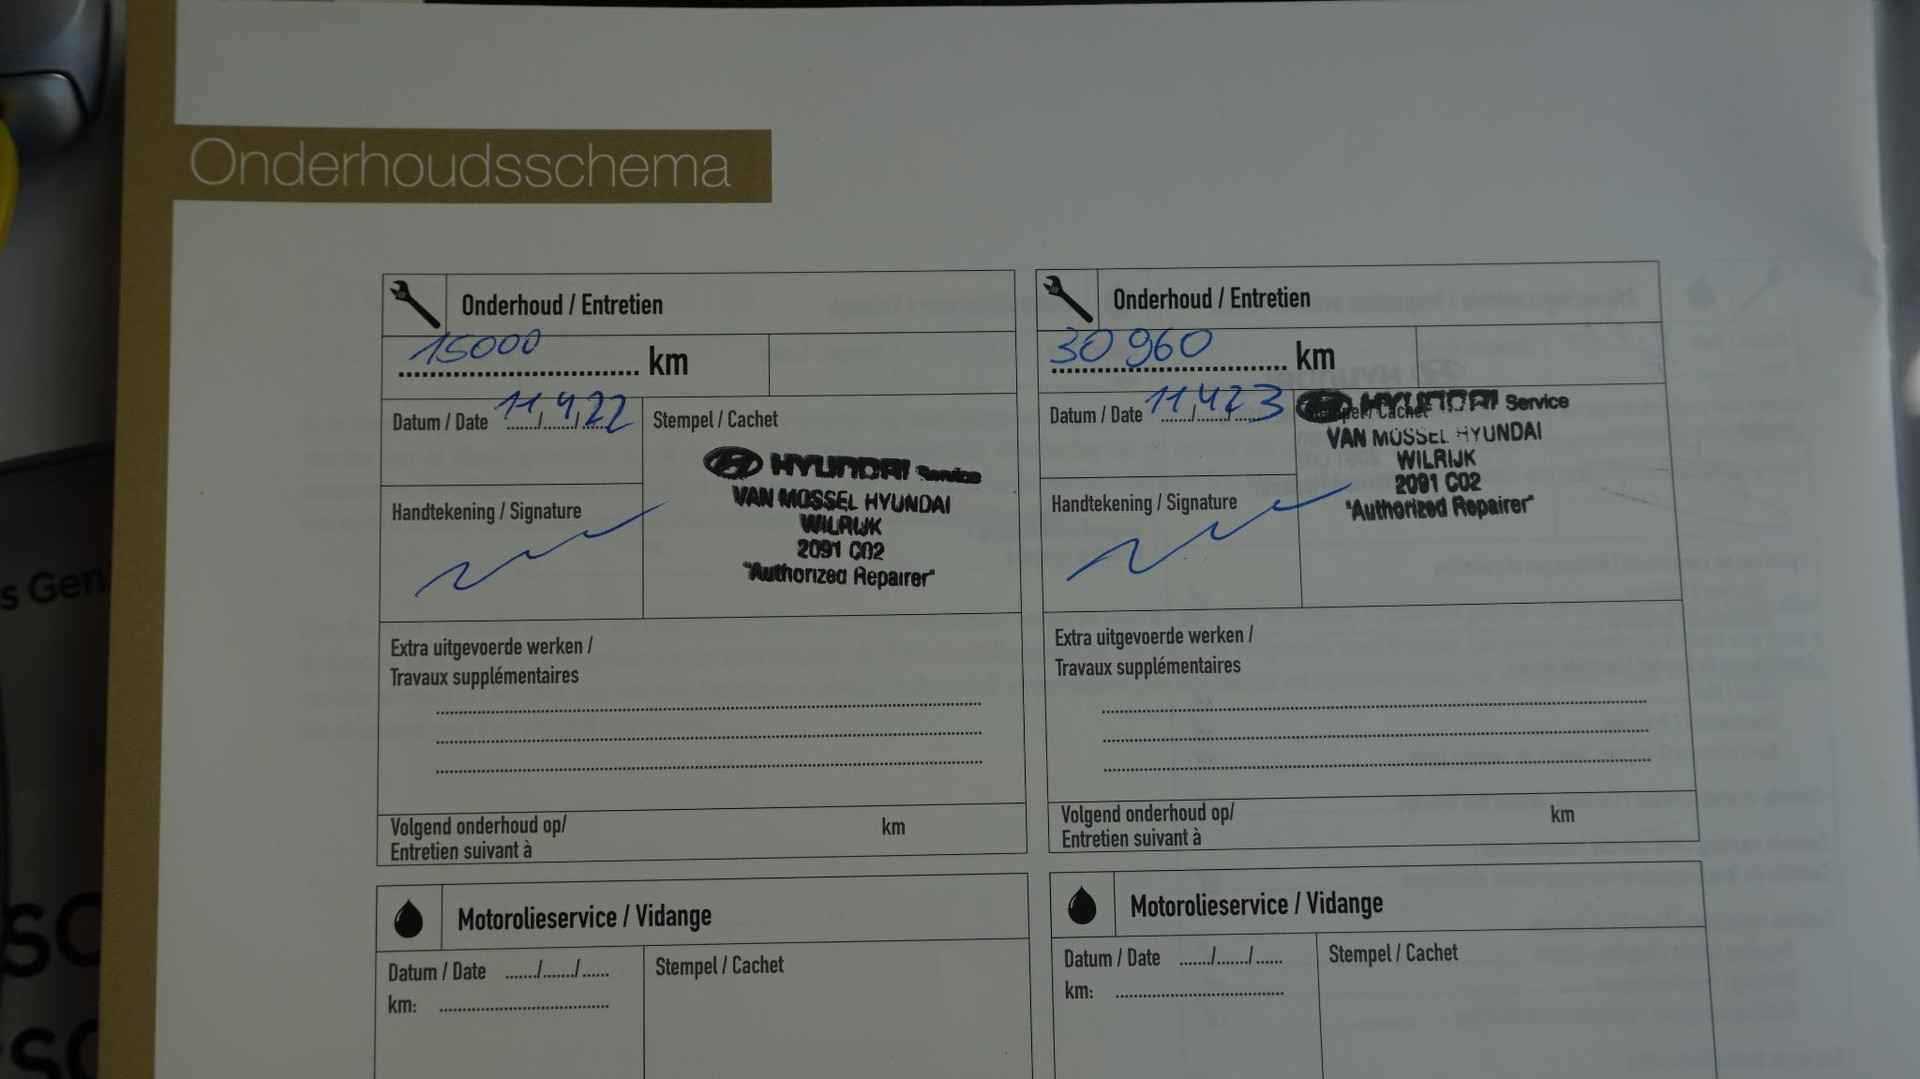 Onderhoudsschema
Onderhoud / Entretien
15000 km
Datum / Date 11/4/22
Stempel / Cachet
HYUNDAI Service
VAN MOSSEL HYUNDAI
WILRIJK
2091 C02
"Authorized Repairer"
Handtekening / Signature
Extra uitgevoerde werken /
Travaux supplémentaires
Volgend onderhoud op/ km
Entretien suivant à
Onderhoud / Entretien
30 960 km
Datum / Date 11/4/23
Stempel / Cachet
HYUNDAI Service
VAN MOSSEL HYUNDAI
WILRIJK
2091 C02
"Authorized Repairer"
Handtekening / Signature
Extra uitgevoerde werken /
Travaux supplémentaires
Volgend onderhoud op/ km
Entretien suivant à
Motorolieservice / Vidange
Datum / Date ....../....../......
Stempel / Cachet
km:
Motorolieservice / Vidange
Datum / Date ....../....../......
Stempel / Cachet
km:
s Gen